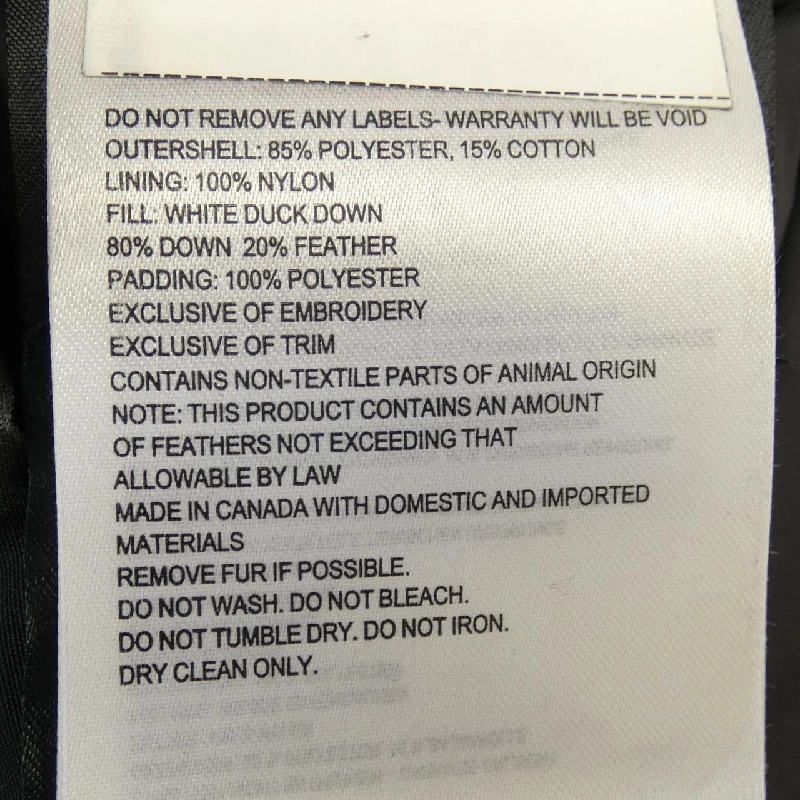 DO NOT REMOVE ANY LABELS- WARRANTY WILL BE VOID
OUTERSHELL: 85% POLYESTER, 15% COTTON
LINING: 100% NYLON
FILL: WHITE DUCK DOWN
80% DOWN 20% FEATHER
PADDING: 100% POLYESTER
EXCLUSIVE OF EMBROIDERY
EXCLUSIVE OF TRIM
CONTAINS NON-TEXTILE PARTS OF ANIMAL ORIGIN
NOTE: THIS PRODUCT CONTAINS AN AMOUNT
OF FEATHERS NOT EXCEEDING THAT
ALLOWABLE BY LAW
MADE IN CANADA WITH DOMESTIC AND IMPORTED
MATERIALS
REMOVE FUR IF POSSIBLE.
DO NOT WASH. DO NOT BLEACH.
DO NOT TUMBLE DRY. DO NOT IRON.
DRY CLEAN ONLY.